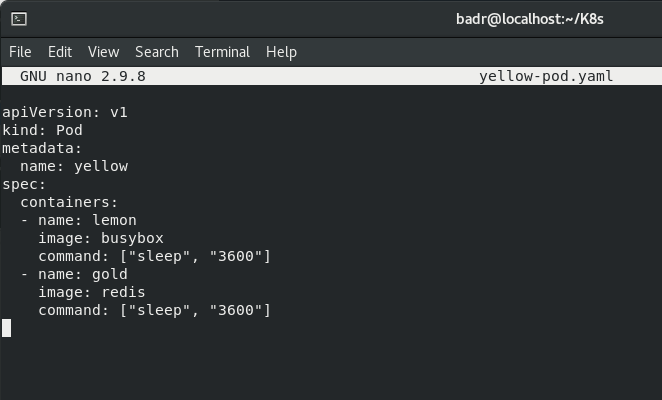 badr@localhost:~/K8s
File Edit View Search Terminal Help
GNU nano 2.9.8 yellow-pod.yaml
apiVersion: v1
kind: Pod
metadata:
  name: yellow
spec:
  containers:
  - name: lemon
    image: busybox
    command: ["sleep", "3600"]
  - name: gold
    image: redis
    command: ["sleep", "3600"]